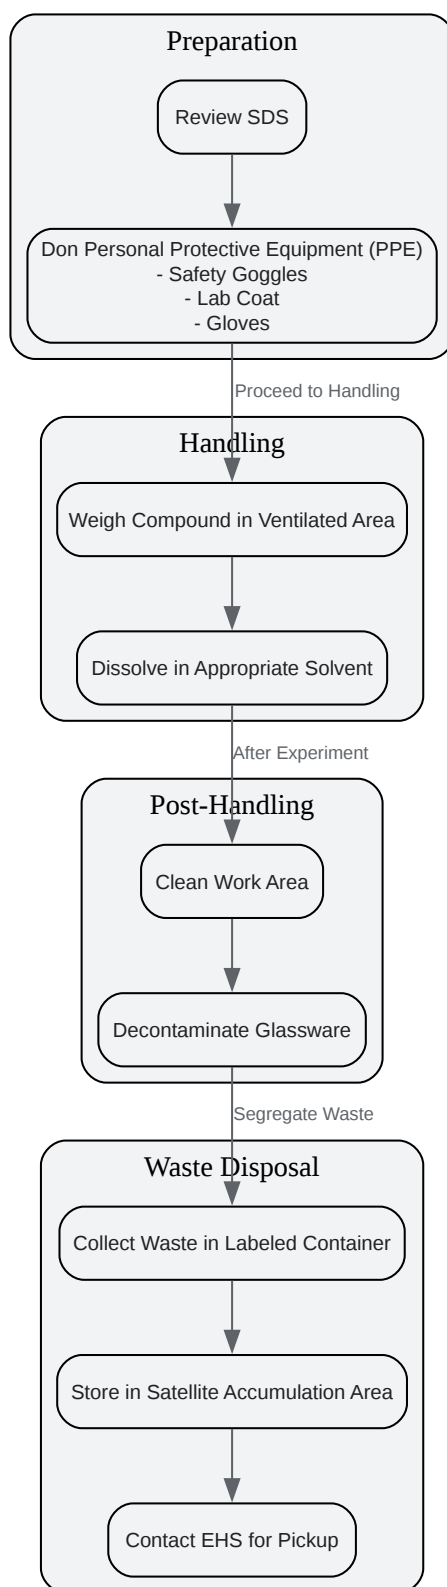 Preparation
Review SDS
Don Personal Protective Equipment (PPE)
- Safety Goggles
- Lab Coat
- Gloves
Proceed to Handling
Handling
Weigh Compound in Ventilated Area
Dissolve in Appropriate Solvent
After Experiment
Post-Handling
Clean Work Area
Decontaminate Glassware
Segregate Waste
Waste Disposal
Collect Waste in Labeled Container
Store in Satellite Accumulation Area
Contact EHS for Pickup